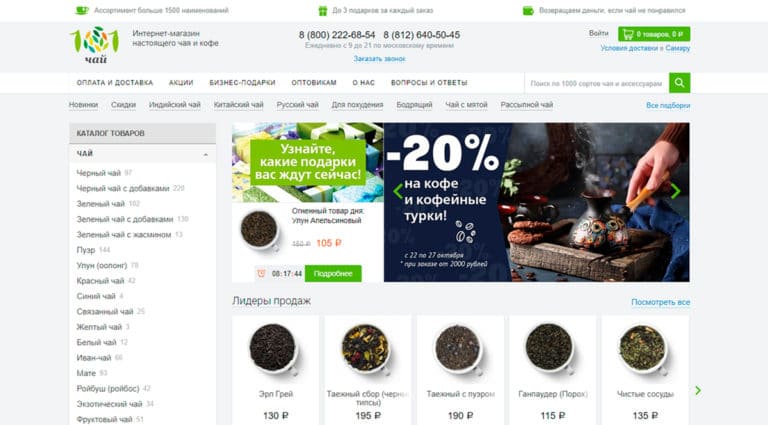 Ассортимент больше 1500 наименований
До 3 подарков за каждый заказ
Возвращаем деньги, если чай не понравился
101
чай
Интернет-магазин
настоящего чая и кофе
8 (800) 222-68-54 8 (812) 640-50-45
Ежедневно с 9 до 21 по московскому времени
Заказать звонок
Войти
0 товаров, 0 ₽
Условия доставки в Самару
ОПЛАТА И ДОСТАВКА АКЦИИ БИЗНЕС-ПОДАРКИ ОПТОВИКАМ О НАС ВОПРОСЫ И ОТВЕТЫ
Поиск по 1000 сортов чая и аксессуарам
Новинки Скидки Индийский чай Китайский чай Русский чай Для похудения Бодрящий Чай с мятой Рассыпной чай Все подборки
КАТАЛОГ ТОВАРОВ
ЧАЙ
Черный чай 97
Черный чай с добавками 220
Зеленый чай 102
Зеленый чай с добавками 130
Зеленый чай с жасмином 13
Пуэр 144
Улун (оолонг) 78
Красный чай 42
Синий чай 4
Связанный чай 25
Желтый чай 3
Белый чай 12
Иван-чай 66
Мате 93
Ройбуш (ройбос) 42
Экзотический чай 34
Фруктовый чай 51
Узнайте,
какие подарки
вас ждут сейчас!
Огненный товар дня:
Улун Апельсиновый
150 ₽ 105 ₽
08:17:44 Подробнее
-20%
на кофе
и кофейные
турки!
с 22 по 27 октября
* при заказе от 2000 рублей
Лидеры продаж
Посмотреть все
Эрл Грей
130 ₽
Таежный сбор (черный
типсы)
195 ₽
Таежный с пуэром
190 ₽
Ганпаудер (Порох)
115 ₽
Чистые сосуды
135 ₽